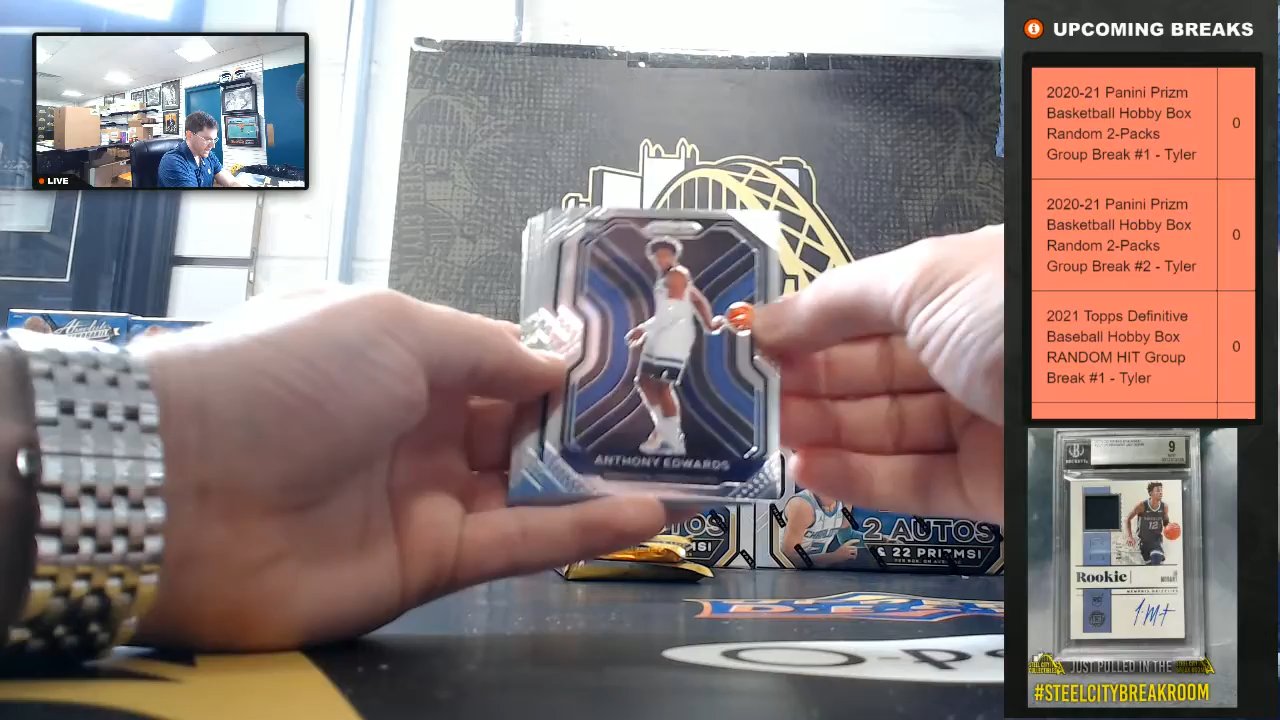 UPCOMING BREAKS
2020-21 Panini Prizm
Basketball Hobby Box
Random 2-Packs
Group Break #1 - Tyler
0
2020-21 Panini Prizm
Basketball Hobby Box
Random 2-Packs
Group Break #2 - Tyler
0
2021 Topps Definitive
Baseball Hobby Box
RANDOM HIT Group
Break #1 - Tyler
0
LIVE
ANTHONY EDWARDS
Absolute
2 AUTOS
& 22 PRIZMS!
9
Rookie
MEMPHIS GRIZZLIES
JUST PULLED IN THE
#STEELCITYBREAKROOM